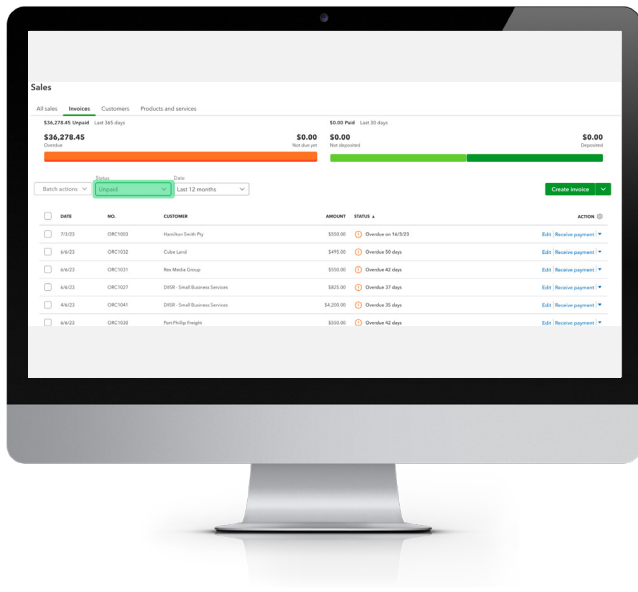 Sales
All sales Invoices Customers Products and services
$36,278.45 Unpaid Last 365 days $0.00 Paid Last 30 days
$36,278.45 $0.00 $0.00 $0.00
Overdue Not due yet Not deposited Deposited
Status Date
Batch actions Unpaid Last 12 months Create invoice
DATE NO. CUSTOMER AMOUNT STATUS ▲ ACTION
7/2/23 ORC1003 Hamilton Smith Pty $550.00 Overdue on 16/3/23 Edit | Receive payment
6/6/23 ORC1032 Cube Land $495.00 Overdue 50 days Edit | Receive payment
6/6/23 ORC1031 Rex Media Group $550.00 Overdue 42 days Edit | Receive payment
6/6/23 ORC1027 - Small Business Services $825.00 Overdue 37 days Edit | Receive payment
4/6/23 ORC1041 - Small Business Services $4,200.00 Overdue 35 days Edit | Receive payment
6/6/23 ORC1030 Port Phillip Freight $550.00 Overdue 42 days Edit | Receive payment